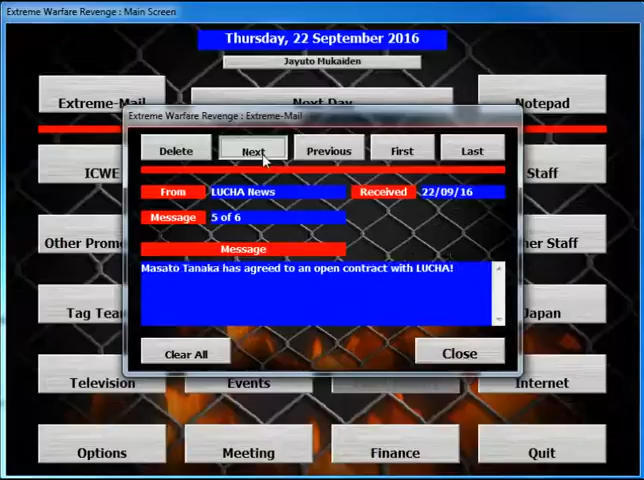 Extreme Warfare Revenge : Main Screen
Thursday, 22 September 2016
Jayuto Mukaiden
Extreme-Mail
Next Day
Notepad
Extreme Warfare Revenge : Extreme-Mail
Delete
Next
Previous
First
Last
ICWE
Staff
From
LUCHA News
Received
22/09/16
Message
5 of 6
Other Promo
her Staff
Message
Masato Tanaka has agreed to an open contract with LUCHA!
Tag Tea
Japan
Clear All
Close
Television
Events
Internet
Options
Meeting
Finance
Quit